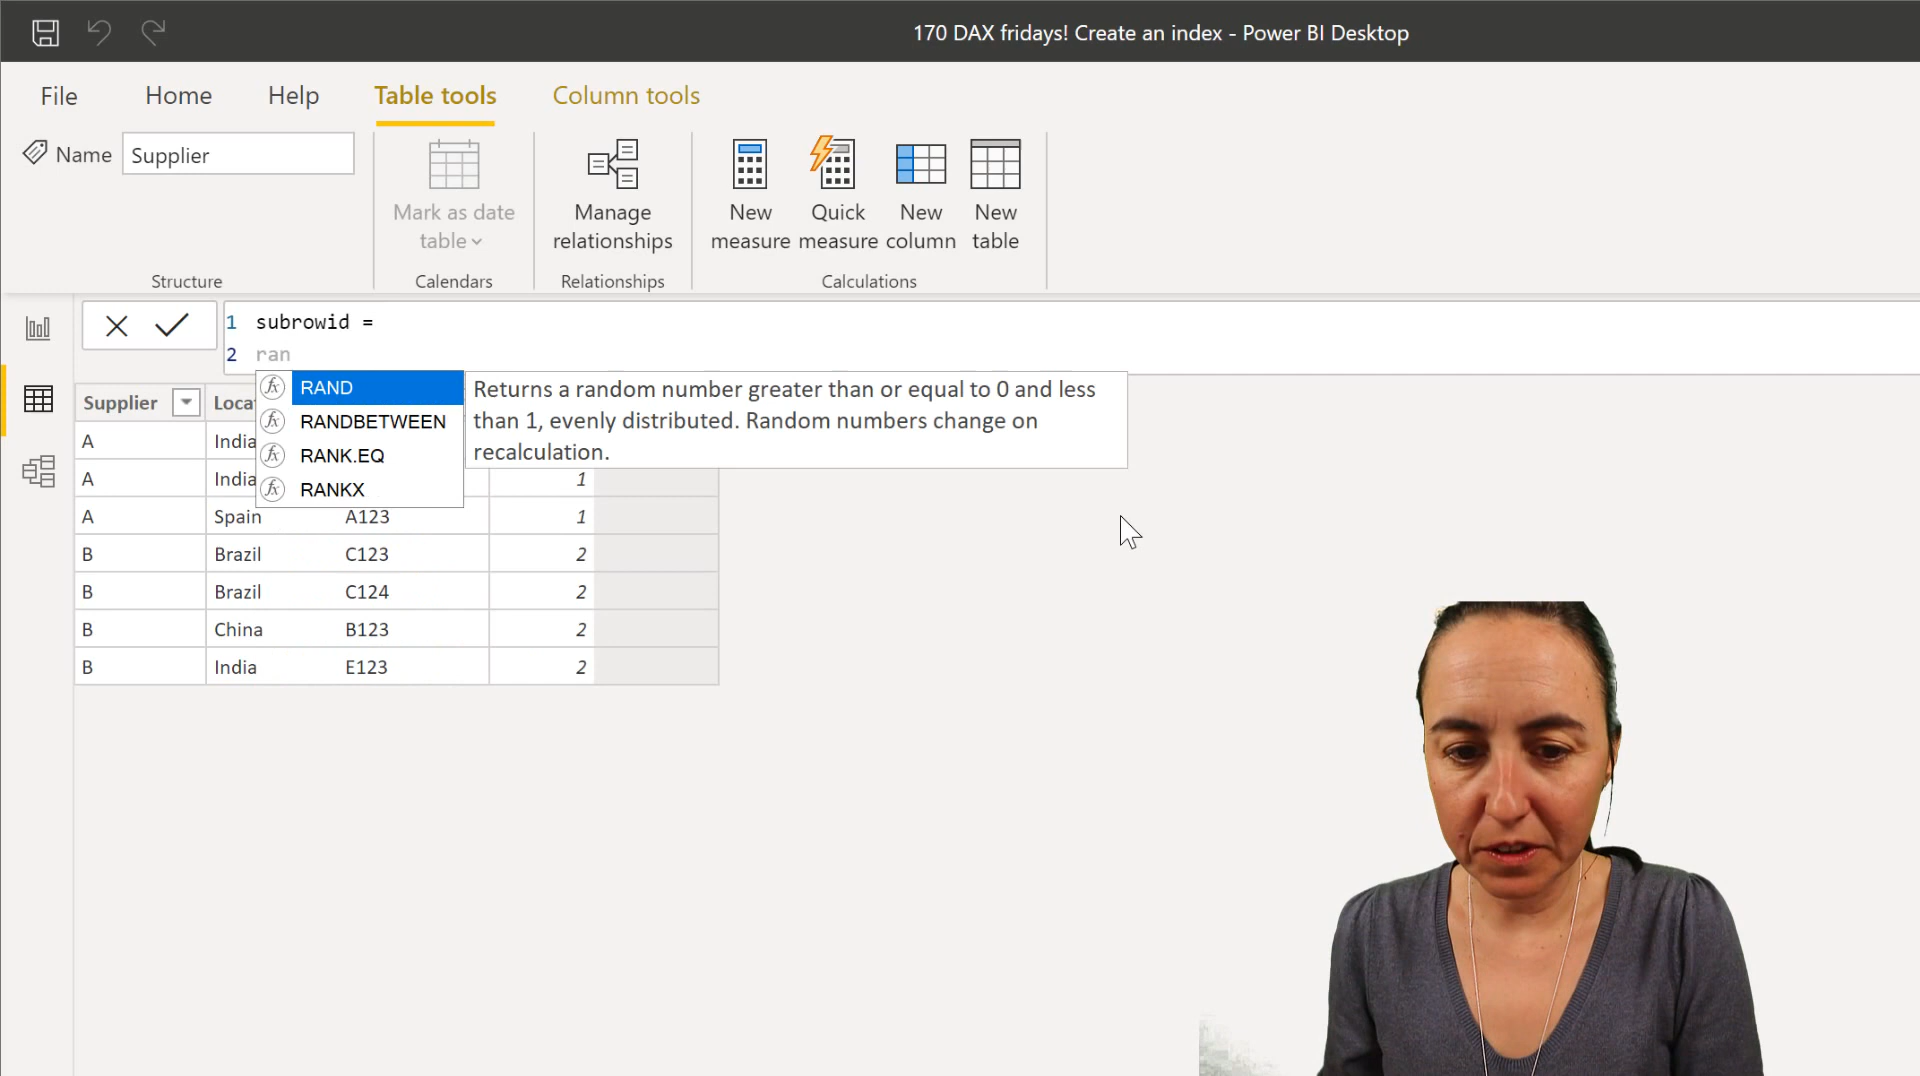 170 DAX fridays! Create an index - Power BI Desktop
File Home Help Table tools Column tools
Name Supplier
Mark as date table
Manage relationships
New measure
Quick measure
New column
New table
Structure Calendars Relationships Calculations
1 subrowid =
2 ran
fx RAND
fx RANDBETWEEN
fx RANK.EQ
fx RANKX
Returns a random number greater than or equal to 0 and less
than 1, evenly distributed. Random numbers change on
recalculation.
Supplier Loca
A India
A India 1
A Spain A123 1
B Brazil C123 2
B Brazil C124 2
B China B123 2
B India E123 2